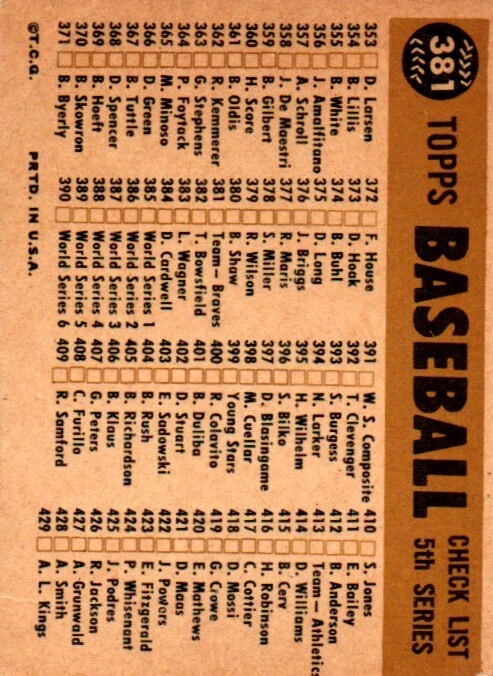 381 TOPPS BASEBALL CHECK LIST
5th SERIES
353 D. Larsen
354 B. Lillis
355 B. White
356 J. Amalfitano
357 A. Schroll
358 J. De Maestri
359 B. Gilbert
360 H. Score
361 B. Oldis
362 R. Kemmerer
363 G. Stephens
364 P. Foytack
365 M. Minoso
366 D. Green
367 B. Tuttle
368 D. Spencer
369 B. Hoeft
370 B. Skowron
371 B. Byerly
372 F. House
373 D. Hook
374 B. Buhl
375 D. Long
376 J. Briggs
377 R. Maris
378 S. Miller
379 R. Wilson
380 B. Shaw
381 Team—Braves
382 T. Bowsfield
383 L. Wagner
384 D. Cardwell
385 World Series 1
386 World Series 2
387 World Series 3
388 World Series 4
389 World Series 5
390 World Series 6
391 W. S. Composite
392 T. Clevenger
393 S. Burgess
394 N. Larker
395 H. Wilhelm
396 S. Bilko
397 D. Blasingame
398 M. Cuellar
399 Young Stars
400 R. Colavito
401 B. Duliba
402 D. Stuart
403 E. Sadowski
404 B. Rush
405 B. Richardson
406 B. Klaus
407 G. Peters
408 C. Furillo
409 R. Samford
410 S. Jones
411 E. Bailey
412 B. Anderson
413 Team—Athletics
414 D. Williams
415 B. Cerv
416 H. Robinson
417 C. Cottier
418 D. Mossi
419 G. Crowe
420 E. Mathews
421 D. Maas
422 J. Powers
423 E. Fitzgerald
424 P. Whisenant
425 J. Podres
426 R. Jackson
427 A. Grunwald
428 A. Smith
429 A. L. Kings
©T.C.G. PRTD. IN U.S.A.